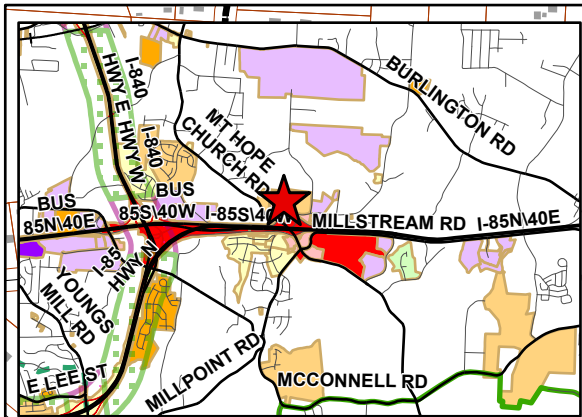 I-840
HWY E HWY W
I-840
BURLINGTON RD
MT HOPE
CHURCH RD
BUS
85N\40E
BUS
85S\40W
I-85S\40W
MILLSTREAM RD
I-85N\40E
I-85
HWY N
YOUNGS
MILL RD
E LEE ST
MILLPOINT RD
MCCONNELL RD